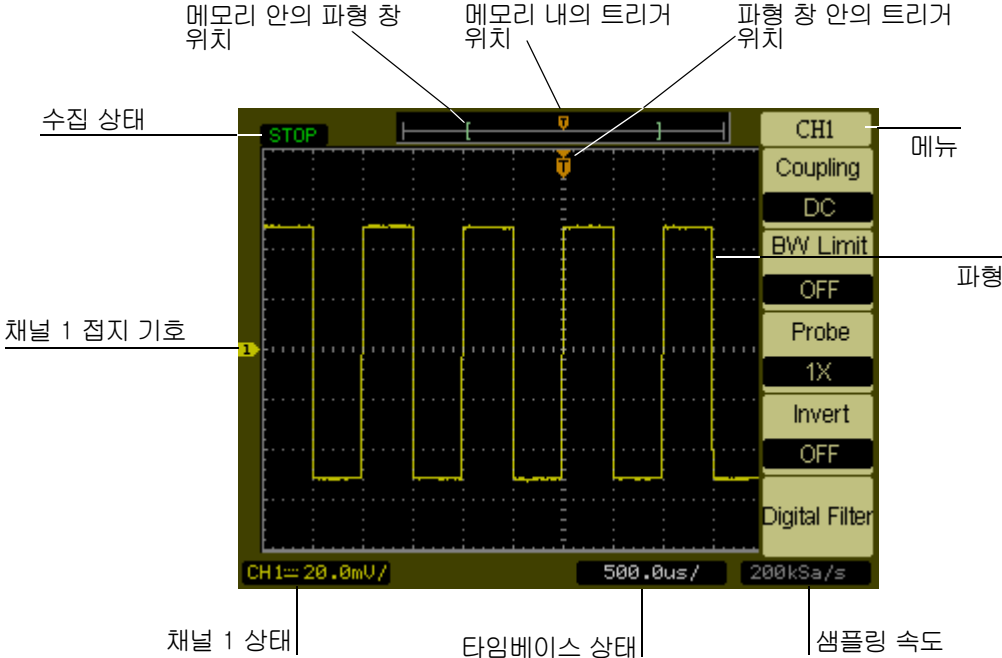 메모리 안의 파형 창
위치
메모리 내의 트리거
위치
파형 창 안의 트리거
위치
수집 상태
STOP
T
CH1
메뉴
T
Coupling
DC
BW Limit
파형
OFF
채널 1 접지 기호
1
Probe
1X
Invert
OFF
Digital Filter
CH1 20.0mV/
500.0us/
200kSa/s
채널 1 상태
타임베이스 상태
샘플링 속도